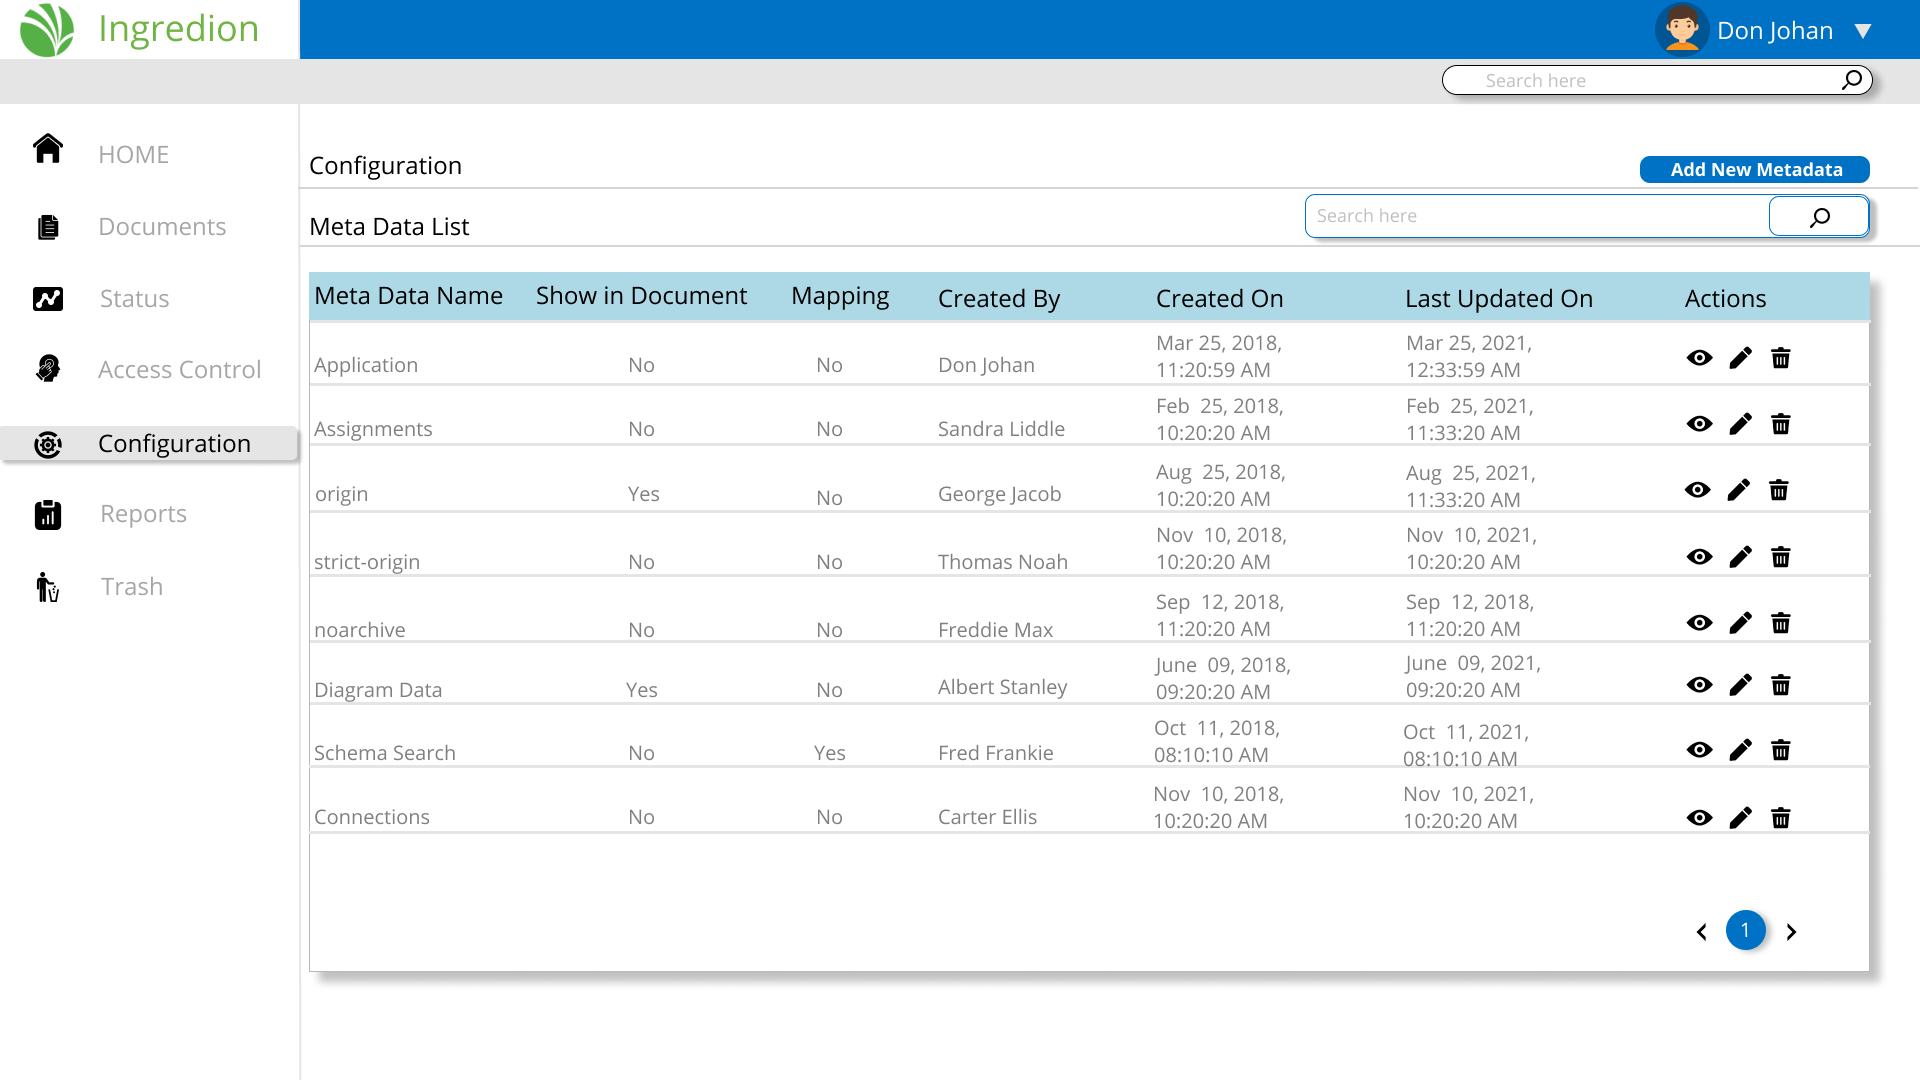 Ingredion
Don Johan
Search here
HOME
Documents
Status
Access Control
Configuration
Reports
Trash
Configuration
Add New Metadata
Meta Data List
Search here
Meta Data Name Show in Document Mapping Created By Created On Last Updated On Actions
Application No No Don Johan Mar 25, 2018, 11:20:59 AM Mar 25, 2021, 12:33:59 AM
Assignments No No Sandra Liddle Feb 25, 2018, 10:20:20 AM Feb 25, 2021, 11:33:20 AM
origin Yes No George Jacob Aug 25, 2018, 10:20:20 AM Aug 25, 2021, 11:33:20 AM
strict-origin No No Thomas Noah Nov 10, 2018, 10:20:20 AM Nov 10, 2021, 10:20:20 AM
noarchive No No Freddie Max Sep 12, 2018, 11:20:20 AM Sep 12, 2018, 11:20:20 AM
Diagram Data Yes No Albert Stanley June 09, 2018, 09:20:20 AM June 09, 2021, 09:20:20 AM
Schema Search No Yes Fred Frankie Oct 11, 2018, 08:10:10 AM Oct 11, 2021, 08:10:10 AM
Connections No No Carter Ellis Nov 10, 2018, 10:20:20 AM Nov 10, 2021, 10:20:20 AM
1